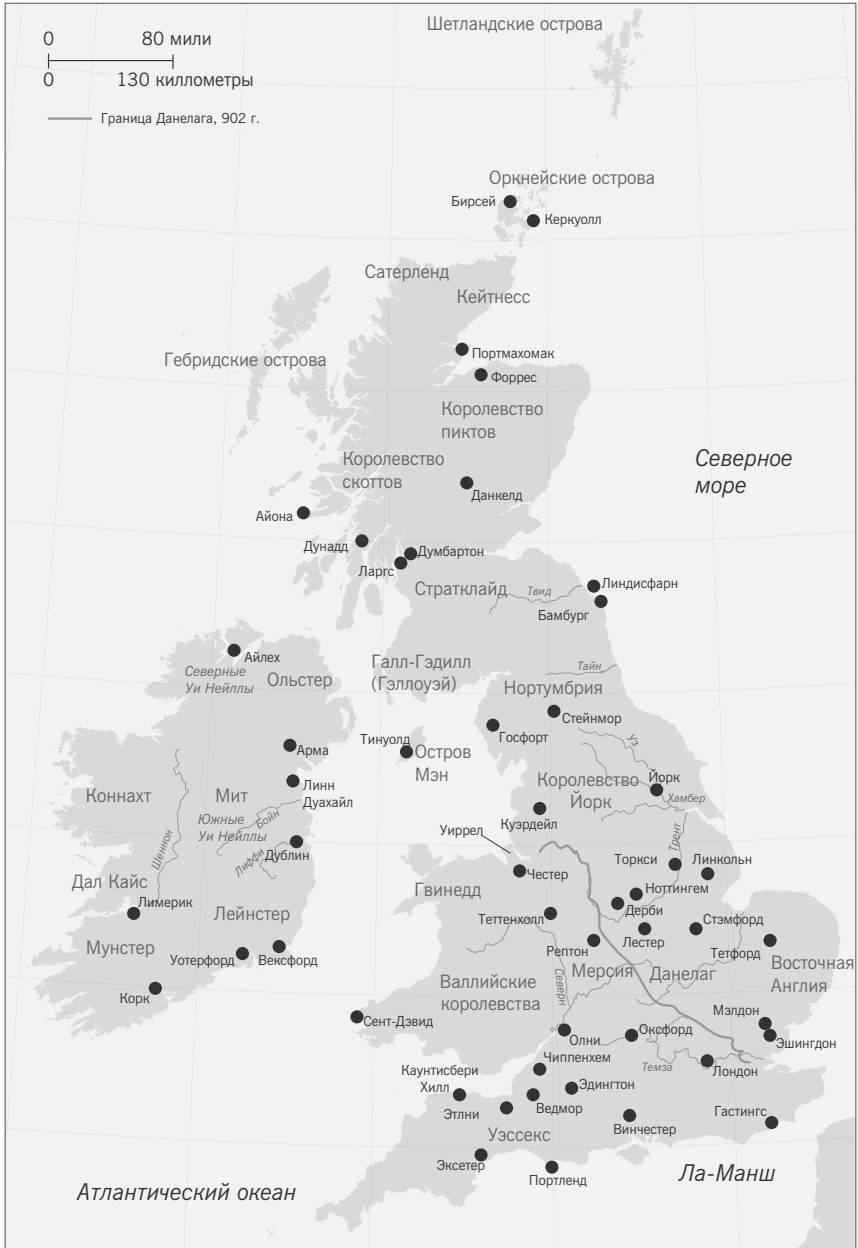 Шетландские острова
0 80 мили
0 130 киллометры
Граница Данелага, 902 г.
Оркнейские острова
Бирсей
Керкуолл
Сатерленд
Кейтнесс
Портмахомак
Гебридские острова
Форрес
Королевство
пиктов
Северное
море
Королевство
скоттов
Данкелд
Айона
Дунадд
Думбартон
Ларгс
Стратклайд
Твид
Линдисфарн
Бамбург
Айлех
Северные
Уи Нейллы
Ольстер
Галл-Гэдилл
(Гэллоуэй)
Тайн
Нортумбрия
Стейнмор
Госфорт
Тинуолд
Остров
Мэн
Арма
Уз
Королевство
Йорк
Йорк
Хамбер
Линн
Дуахайл
Коннахт
Мит
Южные
Уи Нейллы
Бойн
Шеннон
Лиффи
Дублин
Куэрдейл
Уиррел
Трент
Торкси
Линкольн
Честер
Гвинедд
Ноттингем
Дерби
Дал Кайс
Лимерик
Лейнстер
Теттенхолл
Стэмфорд
Лестер
Тетфорд
Мунстер
Уотерфорд
Вексфорд
Рептон
Мерсия
Данелаг
Восточная
Англия
Северн
Валлийские
королевства
Корк
Сент-Дэвид
Мэлдон
Эшингдон
Олни
Оксфорд
Чиппенхем
Темза
Лондон
Каунтисбери
Хилл
Эдингтон
Этлни
Ведмор
Винчестер
Гастингс
Уэссекс
Эксетер
Портленд
Ла-Манш
Атлантический океан